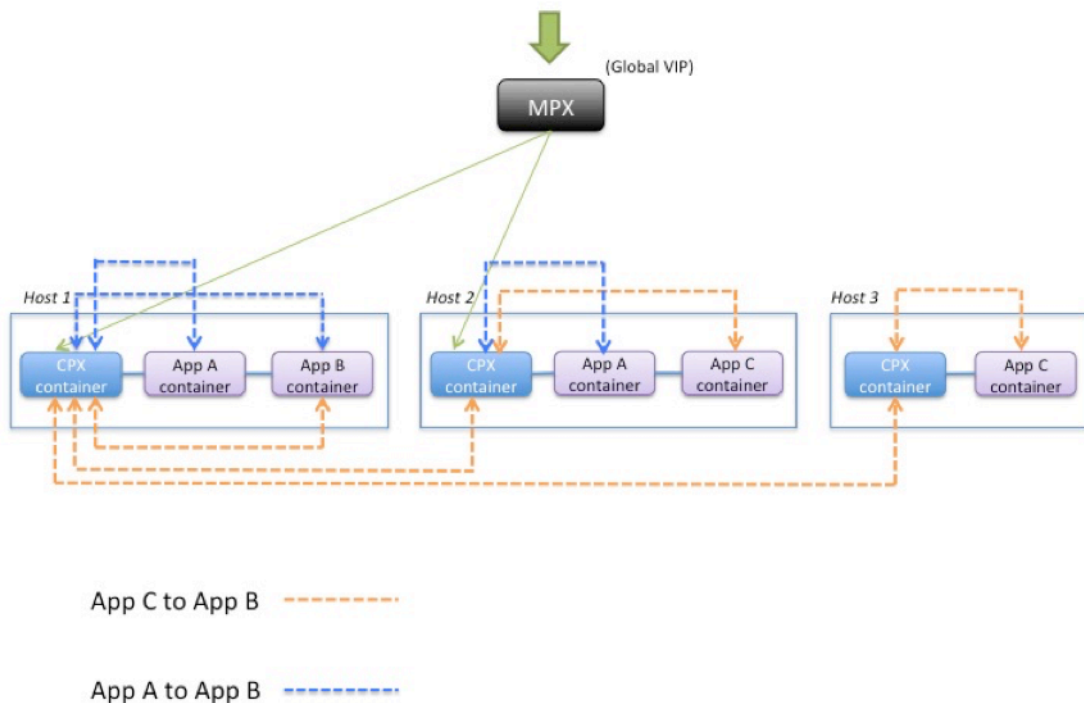 (Global VIP)
MPX
Host 1
Host 2
Host 3
CPX
container
App A
container
App B
container
CPX
container
App A
container
App C
container
CPX
container
App C
container
App C to App B
App A to App B